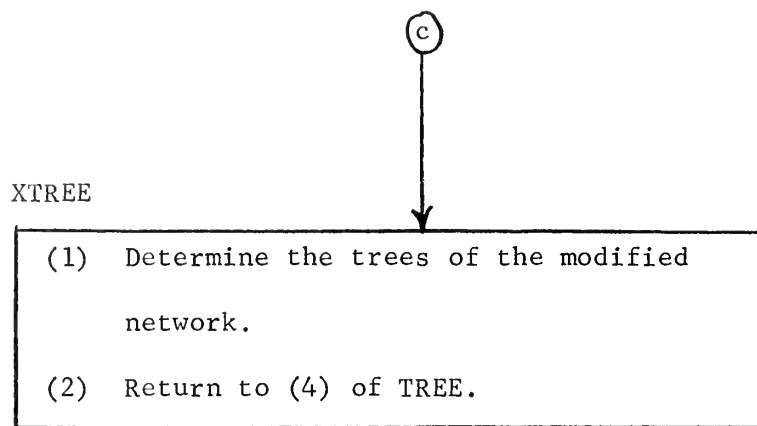 c
XTREE
(1) Determine the trees of the modified
network.
(2) Return to (4) of TREE.